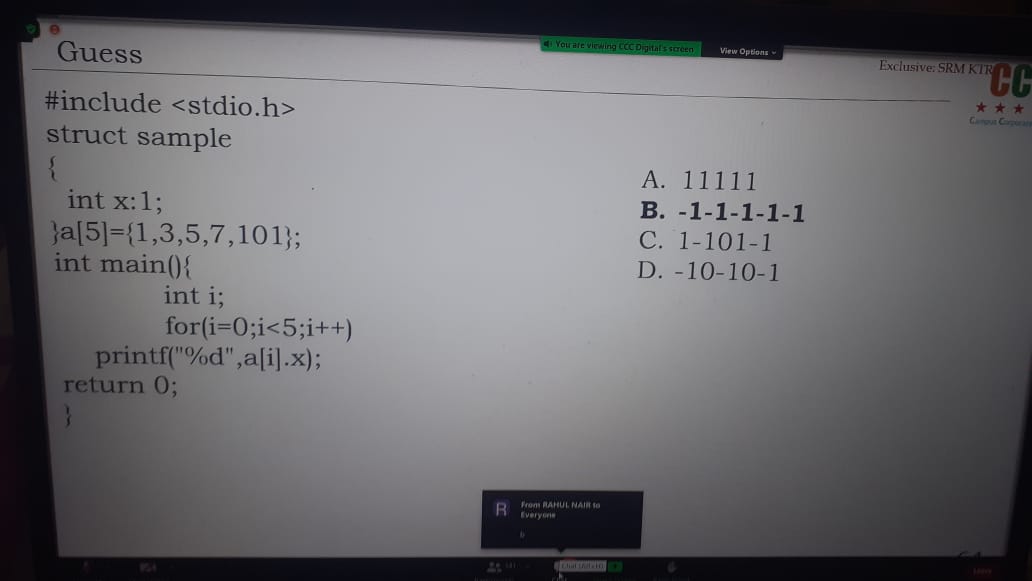 You are viewing CCC Digital's screen
View Options
Guess
Exclusive: SRM KTR
CC
Campus Corporate
#include <stdio.h>
struct sample
{
int x:1;
}a[5]={1,3,5,7,101};
int main(){
int i;
for(i=0;i<5;i++)
printf("%d",a[i].x);
return 0;
}
A. 11111
B. -1-1-1-1-1
C. 1-101-1
D. -10-10-1
R
From RAHUL NAIR to
Everyone
b
Chat (Alt+H)
Leave